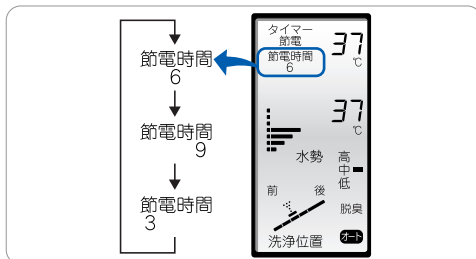 節電時間
6
節電時間
9
節電時間
3
タイマー
節電
37
℃
節電時間
6
37
℃
水勢
高
中
低
前 後
脱臭
洗浄位置
オート